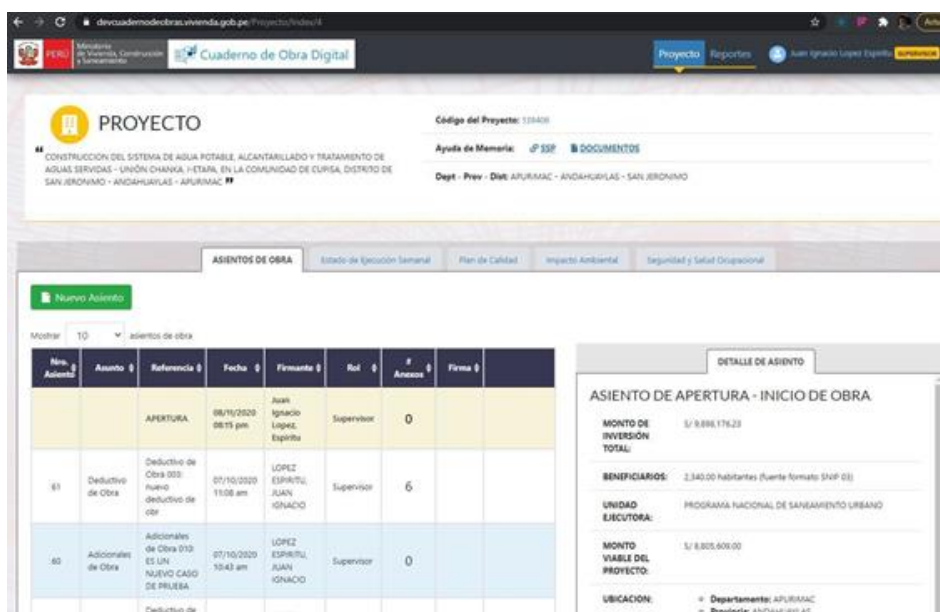 devcuadernodeobras.vivienda.gob.pe/Proyecto/Index/4
PERÚ
Ministerio
de Vivienda, Construcción
y Saneamiento
Cuaderno de Obra Digital
Proyecto
Reportes
Juan Ignacio Lopez Espiritu
SUPERVISOR
PROYECTO
CONSTRUCCION DEL SISTEMA DE AGUA POTABLE, ALCANTARILLADO Y TRATAMIENTO DE
AGUAS SERVIDAS - UNIÓN CHANKA, I-ETAPA, EN LA COMUNIDAD DE CUPISA, DISTRITO DE
SAN JERONIMO - ANDAHUAYLAS - APURIMAC
Código del Proyecto:
Ayuda de Memoria: SSP DOCUMENTOS
Dept - Prov - Dist: APURIMAC - ANDAHUAYLAS - SAN JERONIMO
ASIENTOS DE OBRA
Estado de Ejecución Semanal
Plan de Calidad
Impacto Ambiental
Seguridad y Salud Ocupacional
Nuevo Asiento
Mostrar 10 asientos de obra
Nro. Asiento
Asunto
Referencia
Fecha
Firmante
Rol
# Anexos
Firma
APERTURA
08/11/2020
08:15 pm
Juan
Ignacio
Lopez,
Espiritu
Supervisor
0
61
Deductivo
de Obra
Deductivo de
Obra 003:
nuevo
deductivo de
obr
07/10/2020
11:08 am
LOPEZ
ESPIRITU,
JUAN
IGNACIO
Supervisor
6
60
Adicionales
de Obra
Adicionales
de Obra 010:
ES UN
NUEVO CASO
DE PRUEBA
07/10/2020
10:43 am
LOPEZ
ESPIRITU,
JUAN
IGNACIO
Supervisor
0
Deductivo de
DETALLE DE ASIENTO
ASIENTO DE APERTURA - INICIO DE OBRA
MONTO DE
INVERSIÓN
TOTAL:
S/ 9,898,176.23
BENEFICIARIOS:
2,340.00 habitantes (fuente formato SNIP 03)
UNIDAD
EJECUTORA:
PROGRAMA NACIONAL DE SANEAMIENTO URBANO
MONTO
VIABLE DEL
PROYECTO:
S/ 8,805,609.00
UBICACION:
Departamento: APURIMAC
Provincia: ANDAHUAYLAS